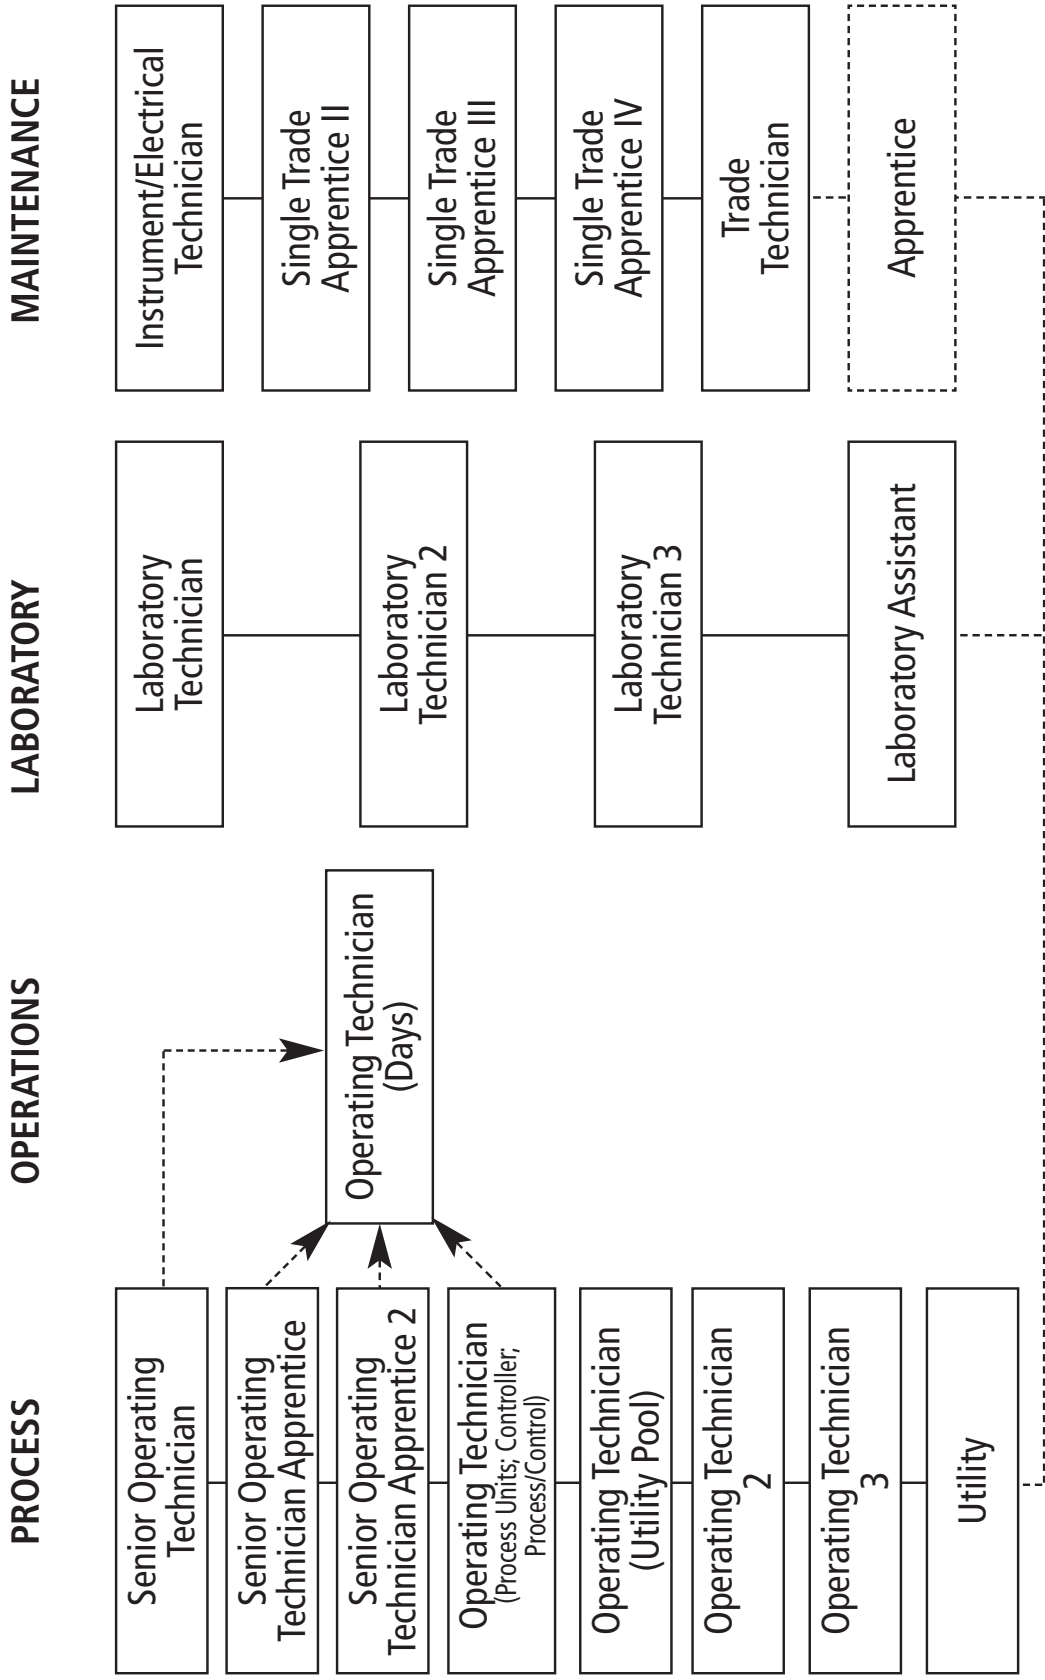 PROCESS
Senior Operating
Technician
Senior Operating
Technician Apprentice
Senior Operating
Technician Apprentice 2
Operating Technician
(Process Units; Controller;
Process/Control)
Operating Technician
(Utility Pool)
Operating Technician
2
Operating Technician
3
Utility
OPERATIONS
Operating Technician
(Days)
LABORATORY
Laboratory
Technician
Laboratory
Technician 2
Laboratory
Technician 3
Laboratory Assistant
MAINTENANCE
Instrument/Electrical
Technician
Single Trade
Apprentice II
Single Trade
Apprentice III
Single Trade
Apprentice IV
Trade
Technician
Apprentice